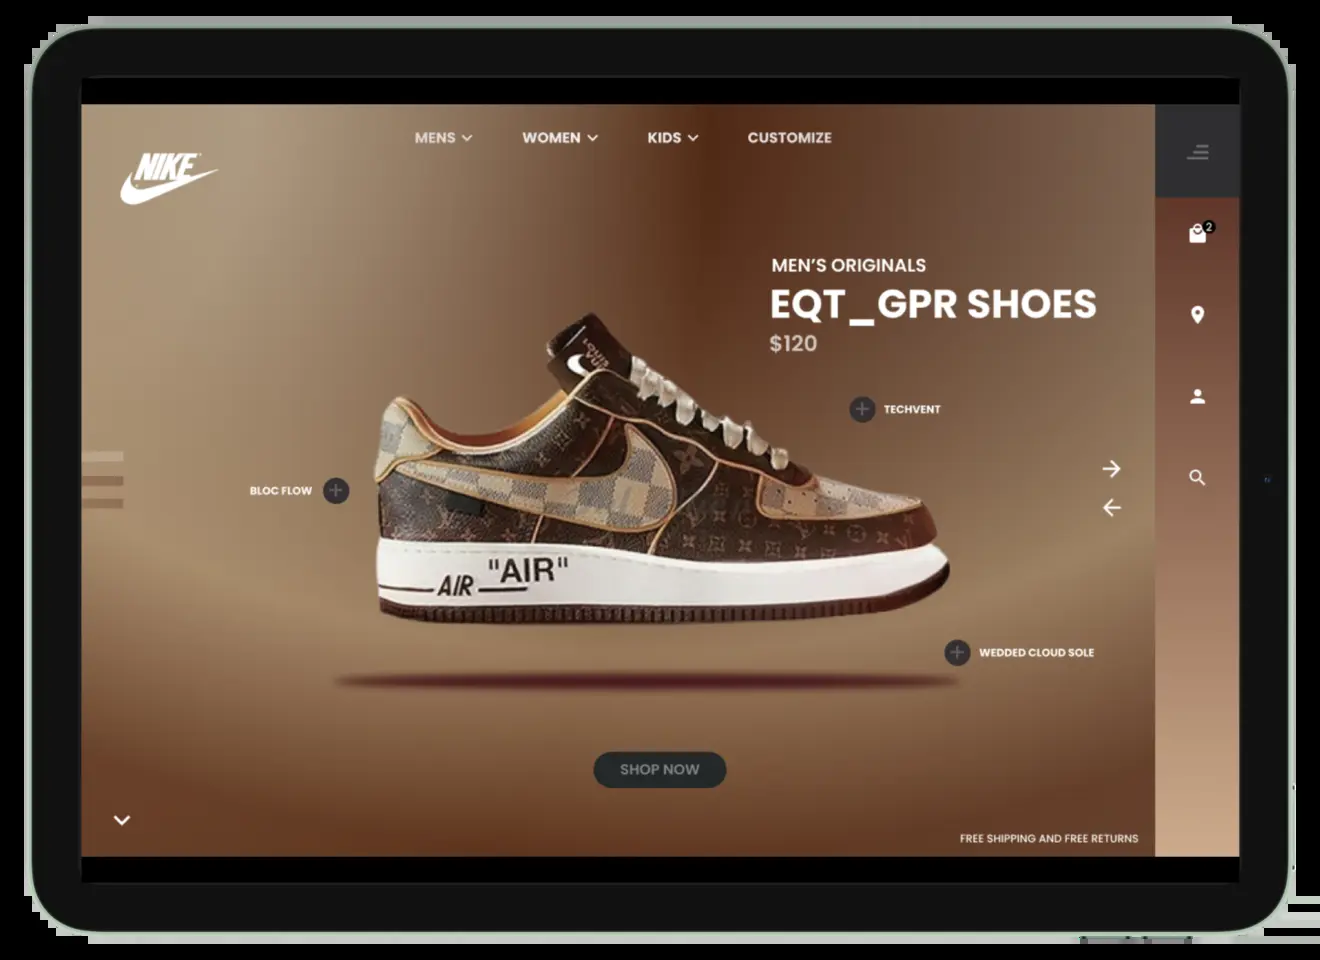 MENS
WOMEN
KIDS
CUSTOMIZE
NIKE
2
MEN'S ORIGINALS
EQT_GPR SHOES
$120
LOUIS
TECHVENT
BLOC FLOW
"AIR"
AIR
WEDDED CLOUD SOLE
SHOP NOW
FREE SHIPPING AND FREE RETURNS